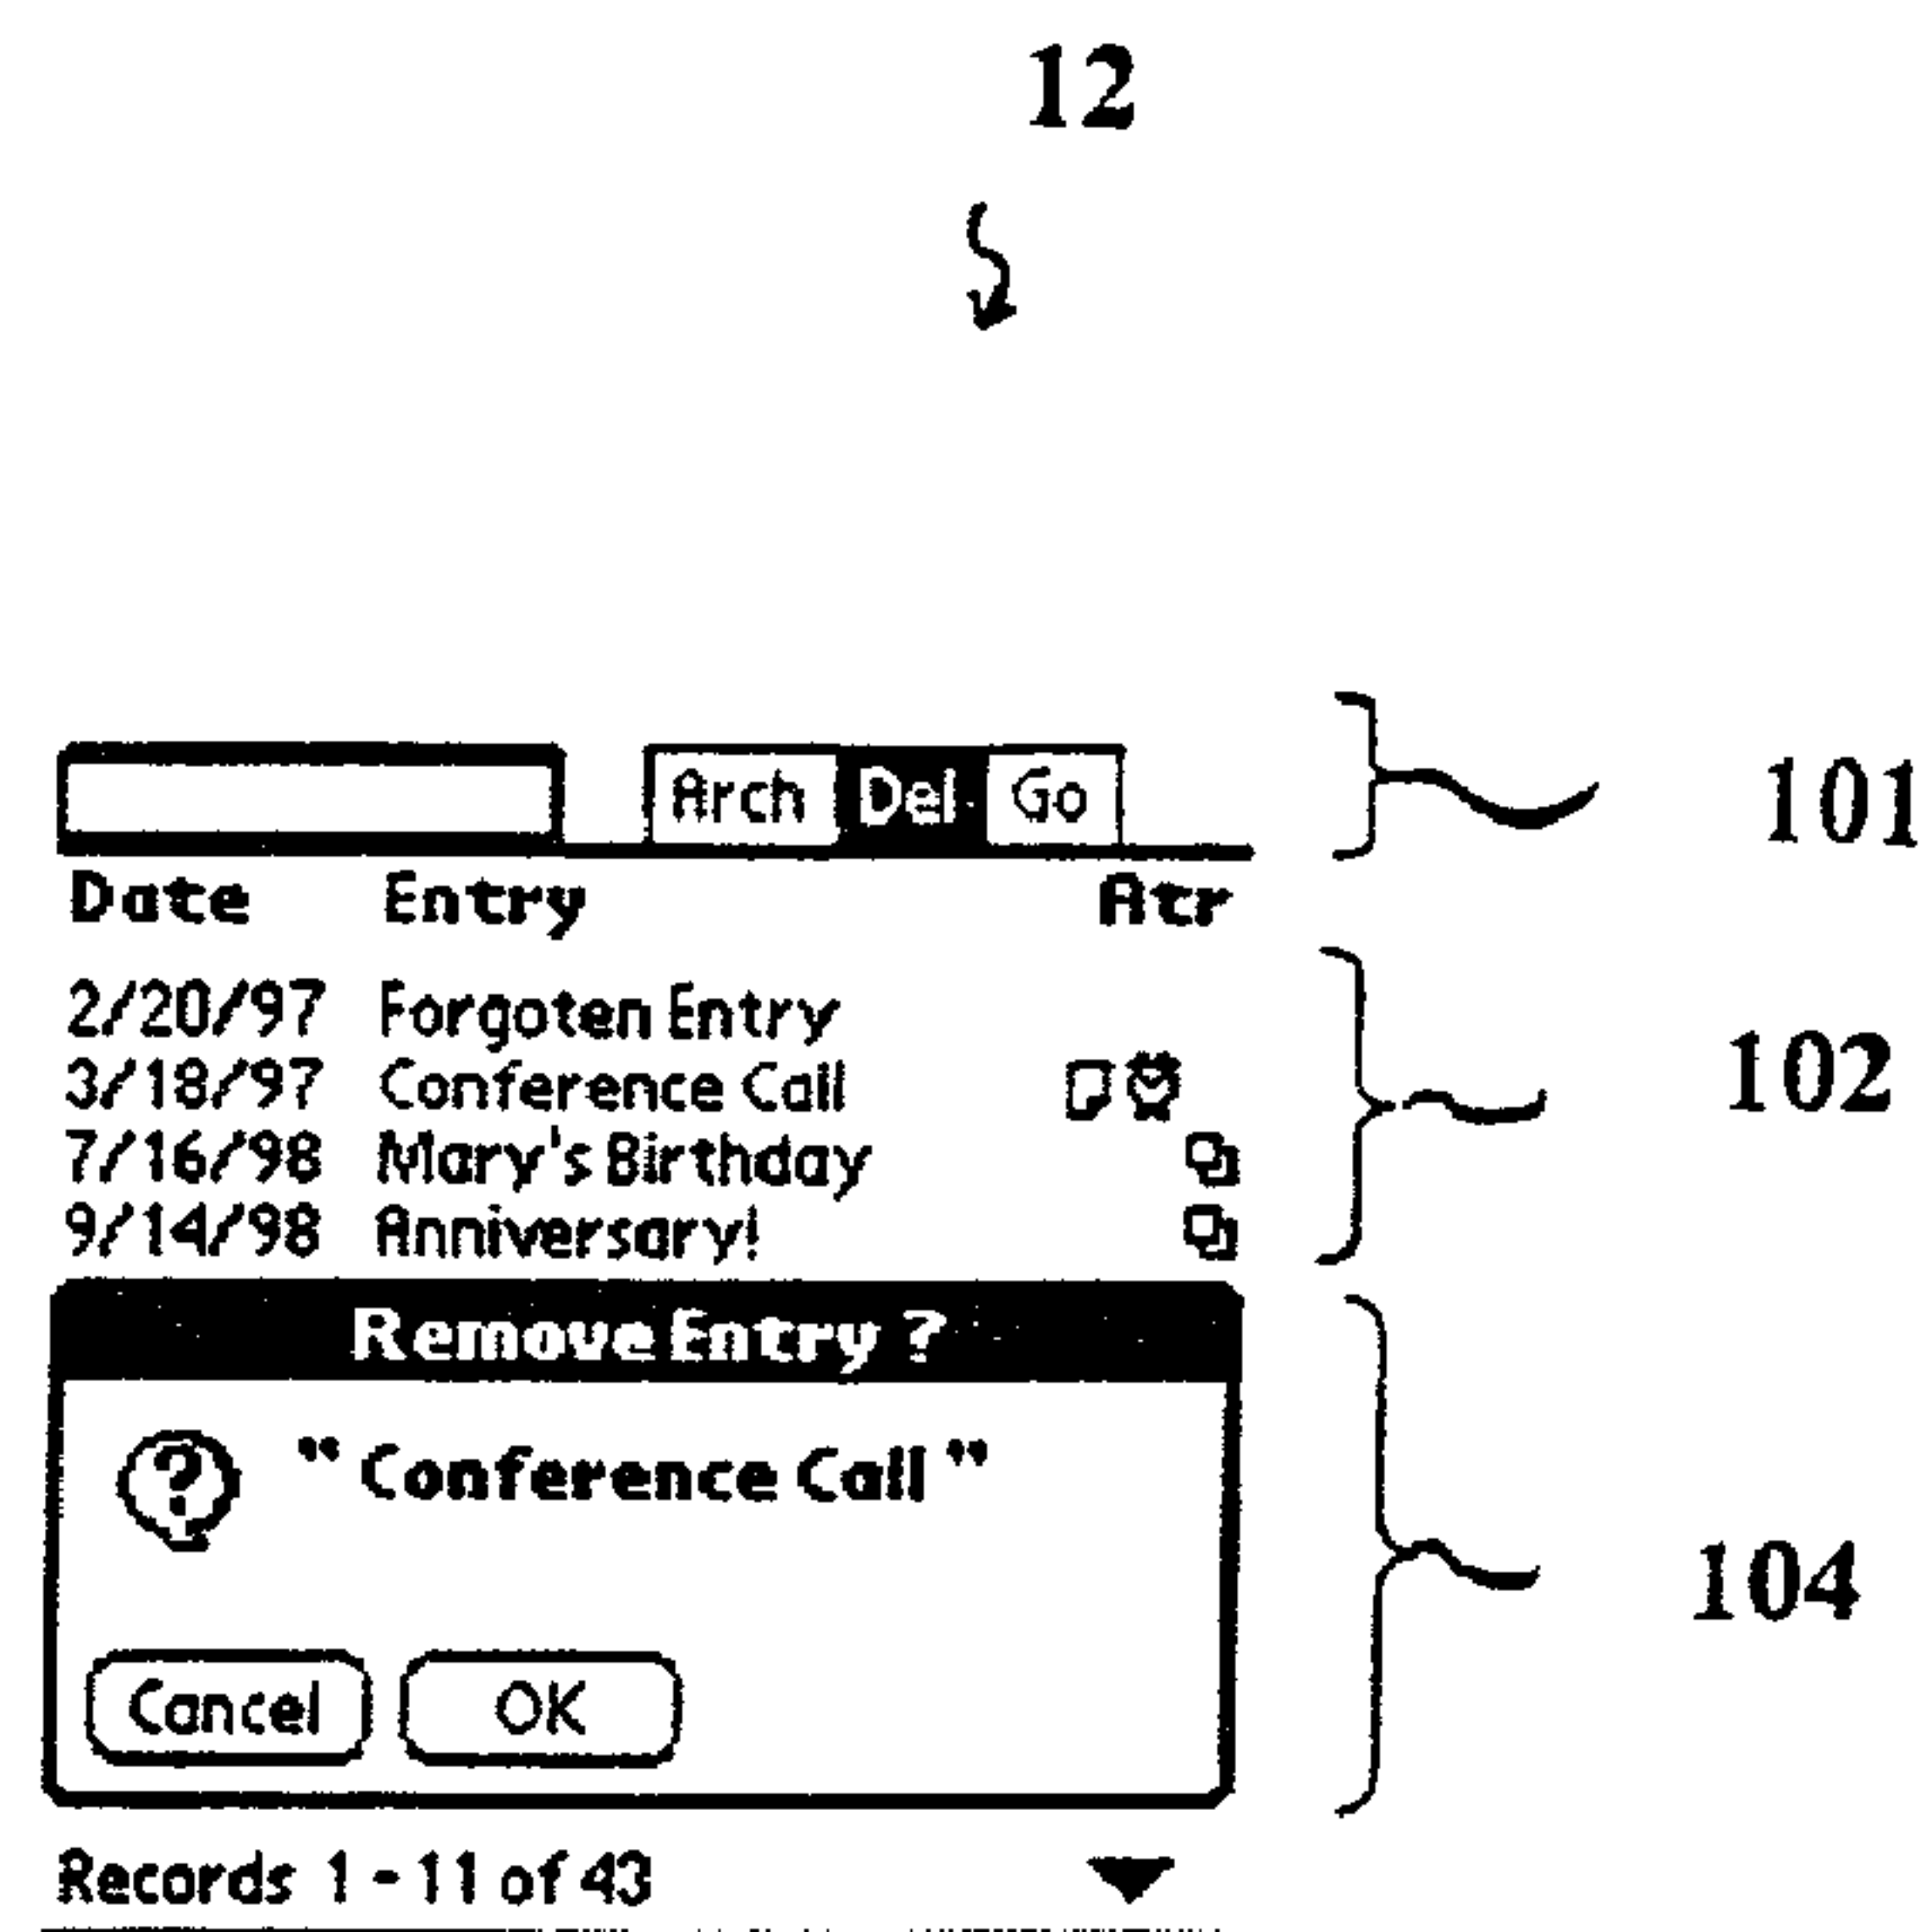 12
Arch Del Go 101
Date Entry Atr
2/20/97 Forgoten Entry
3/18/97 Conference Call 102
7/16/98 Mary's Birthday
9/14/98 Anniversary!
Remove Entry ?
? "Conference Call"
104
Cancel OK
Records 1 - 11 of 43